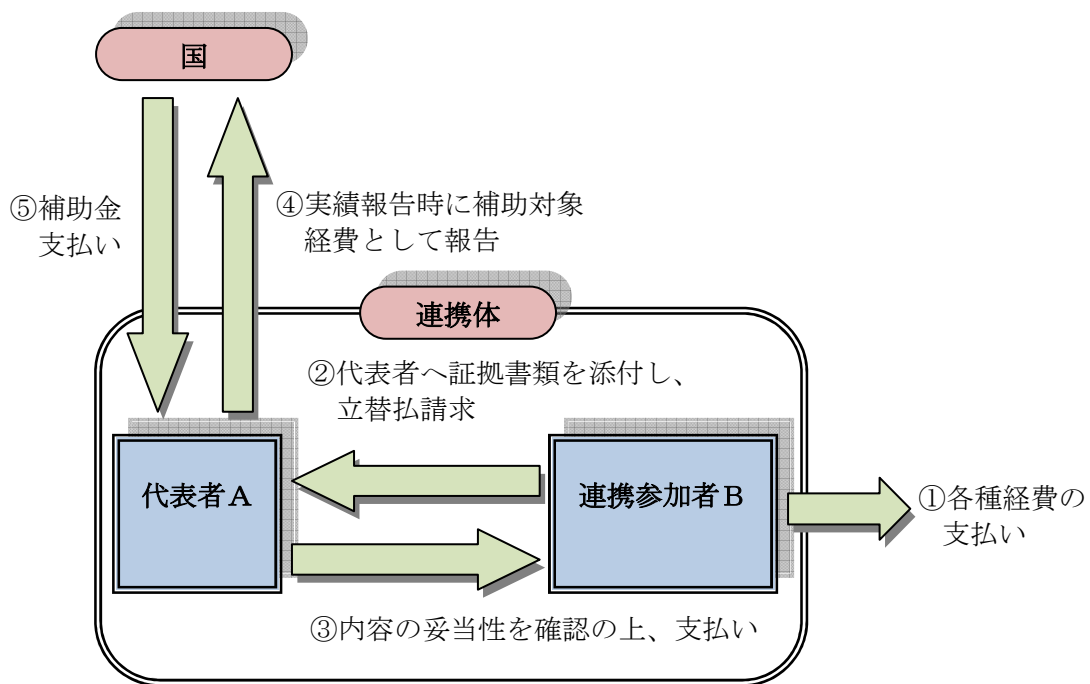 国
⑤補助金
支払い
④実績報告時に補助対象
経費として報告
連携体
②代表者へ証拠書類を添付し、
立替払請求
代表者A
連携参加者B
①各種経費の
支払い
③内容の妥当性を確認の上、支払い